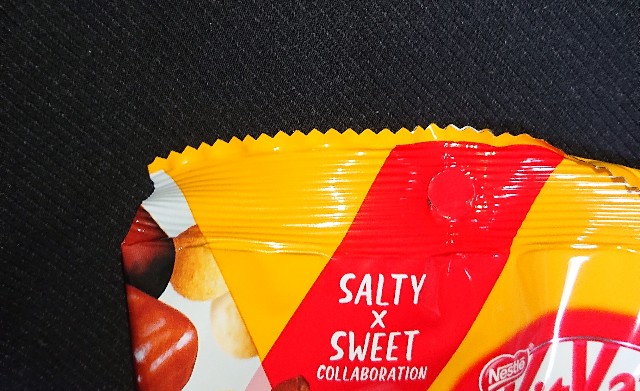 SALTY
×
SWEET
COLLABORATION
Nestlé